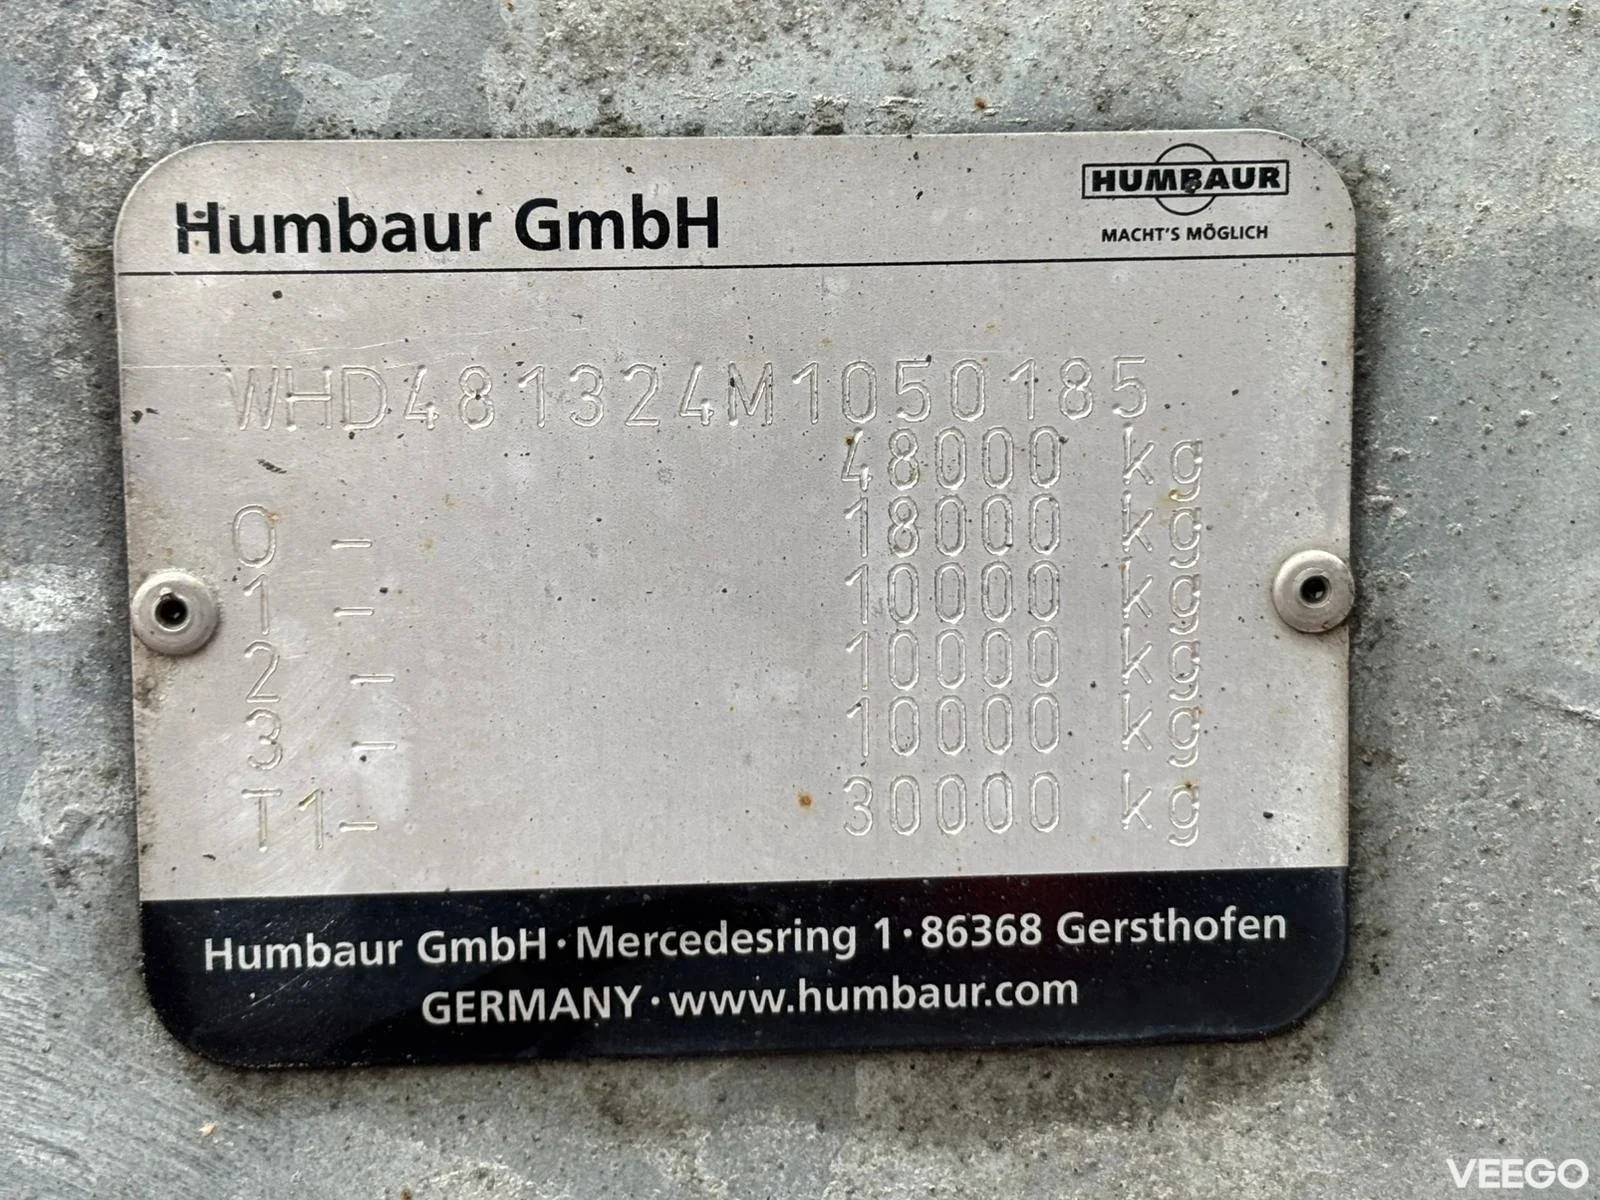 Humbaur GmbH
HUMBAUR
MACHT'S MÖGLICH
WHD481324M1050185
48000 kg
0 - 18000 kg
1 - 10000 kg
2 - 10000 kg
3 - 10000 kg
T1- 30000 kg
Humbaur GmbH · Mercedesring 1 · 86368 Gersthofen
GERMANY · www.humbaur.com
VEEGO